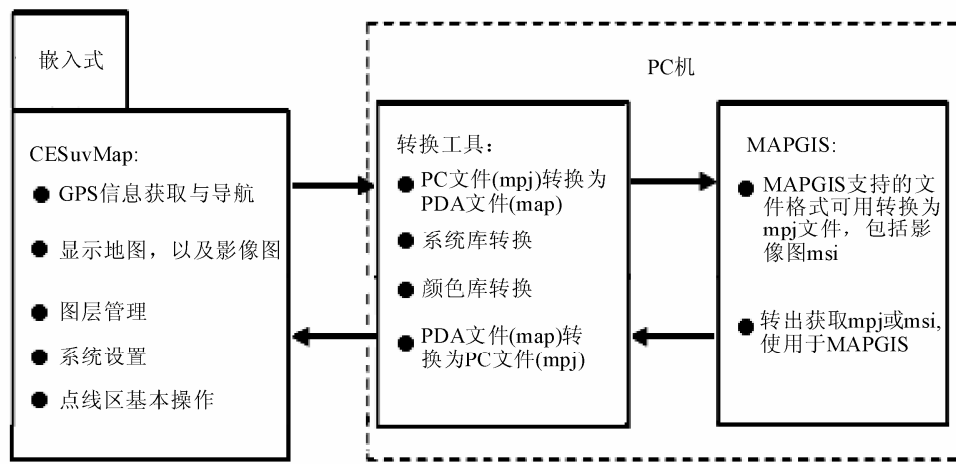 嵌入式
PC机
CESuvMap:
GPS信息获取与导航
显示地图，以及影像图
图层管理
系统设置
点线区基本操作
转换工具：
PC文件(mpj)转换为
PDA文件(map)
系统库转换
颜色库转换
PDA文件(map)转
换为PC文件(mpj)
MAPGIS:
MAPGIS支持的文
件格式可用转换为
mpj文件，包括影
像图msi
转出获取mpj或msi,
使用于MAPGIS